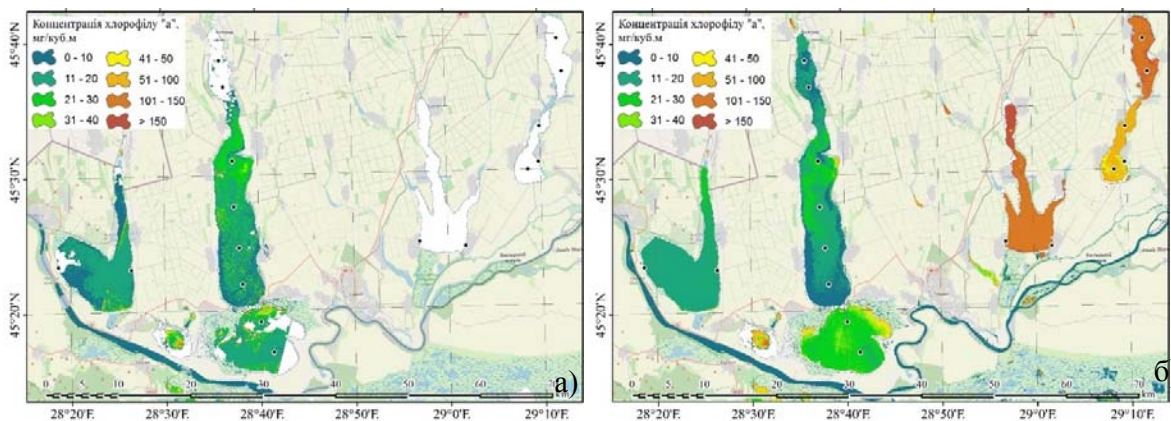 Концентрація хлорофілу "а",
мг/куб.м
0 - 10
11 - 20
21 - 30
31 - 40
41 - 50
51 - 100
101 - 150
> 150
45°40'N
45°30'N
45°20'N
0
10
20
30
40
50
60
70
km
а)
28°20'E
28°30'E
28°40'E
28°50'E
29°0'E
29°10'E
Концентрація хлорофілу "а",
мг/куб.м
0 - 10
11 - 20
21 - 30
31 - 40
41 - 50
51 - 100
101 - 150
> 150
45°40'N
45°30'N
45°20'N
0
10
20
30
40
50
60
70
km
б
28°20'E
28°30'E
28°40'E
28°50'E
29°0'E
29°10'E